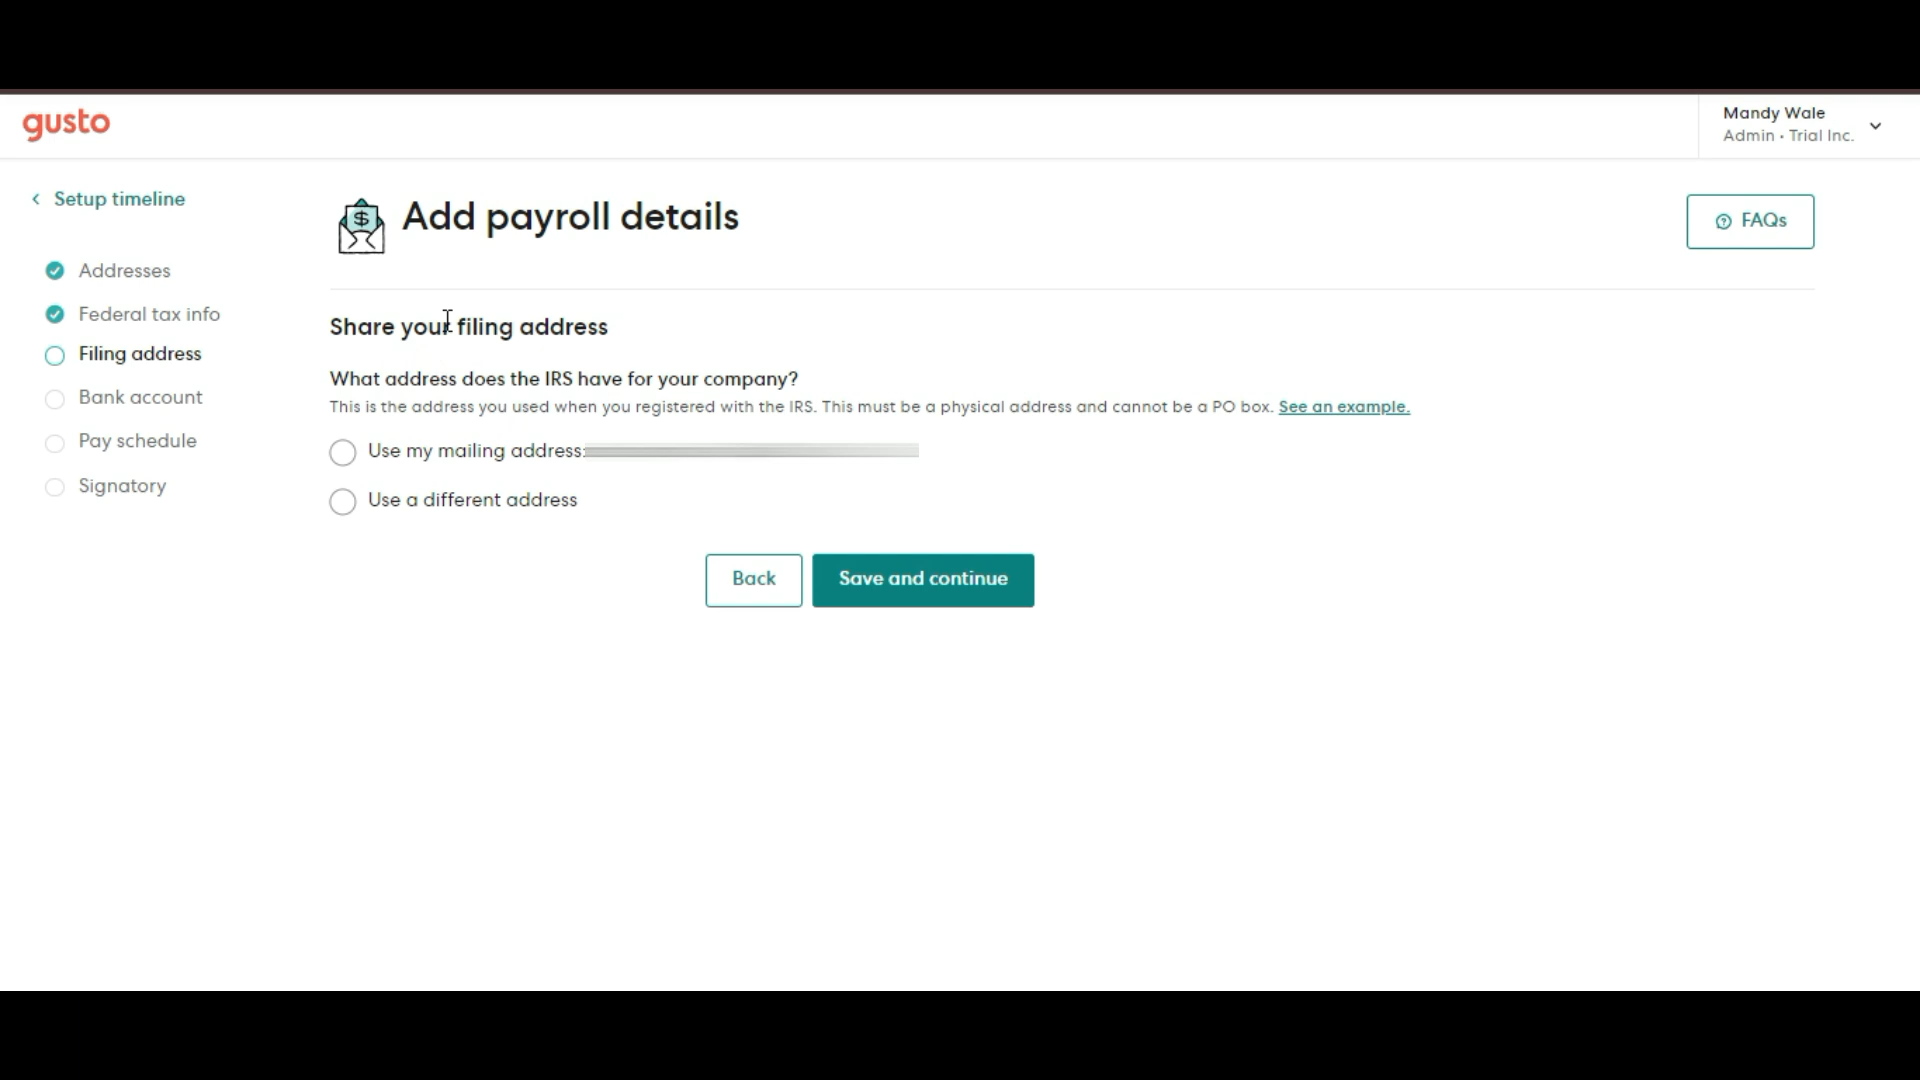 gusto
Mandy Wale
Admin • Trial Inc.
Setup timeline
Add payroll details
FAQs
Addresses
Federal tax info
Filing address
Bank account
Pay schedule
Signatory
Share your filing address
What address does the IRS have for your company?
This is the address you used when you registered with the IRS. This must be a physical address and cannot be a PO box. See an example.
Use my mailing address:
Use a different address
Back
Save and continue